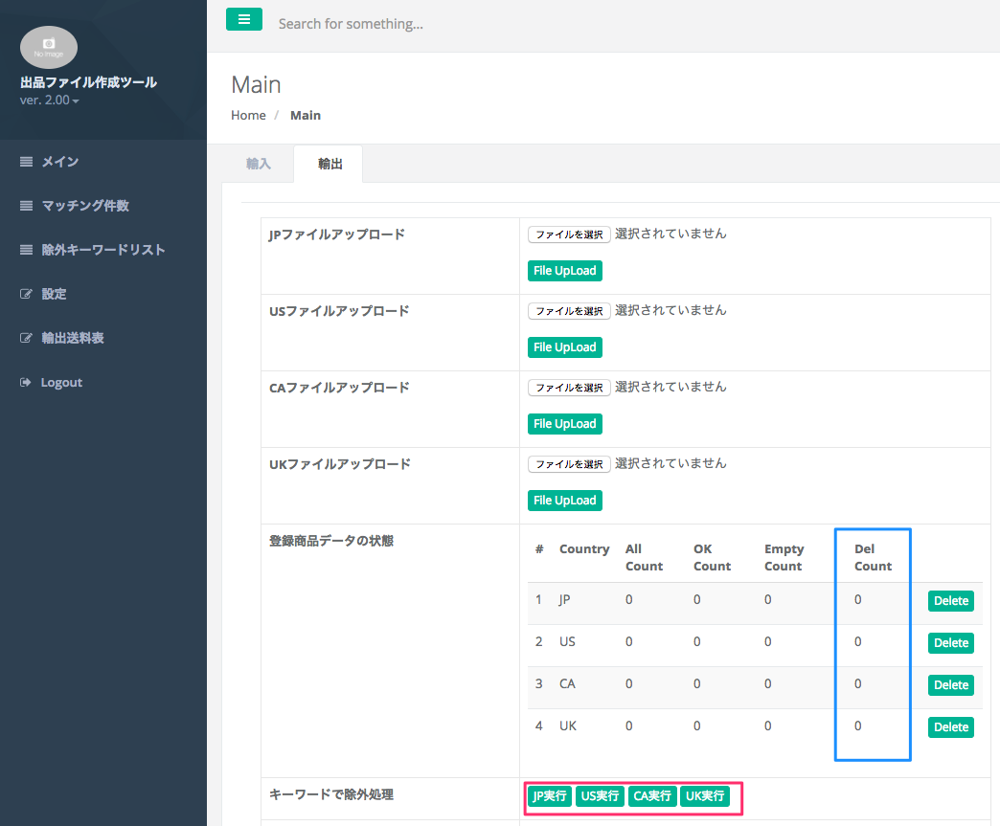 Search for something...
No Image
出品ファイル作成ツール
ver. 2.00
メイン
マッチング件数
除外キーワードリスト
設定
輸出送料表
Logout
Main
Home / Main
輸入 輸出
JPファイルアップロード ファイルを選択 選択されていません
File UpLoad
USファイルアップロード ファイルを選択 選択されていません
File UpLoad
CAファイルアップロード ファイルを選択 選択されていません
File UpLoad
UKファイルアップロード ファイルを選択 選択されていません
File UpLoad
登録商品データの状態
# Country All Count OK Count Empty Count Del Count
1 JP 0 0 0 0 Delete
2 US 0 0 0 0 Delete
3 CA 0 0 0 0 Delete
4 UK 0 0 0 0 Delete
キーワードで除外処理 JP実行 US実行 CA実行 UK実行